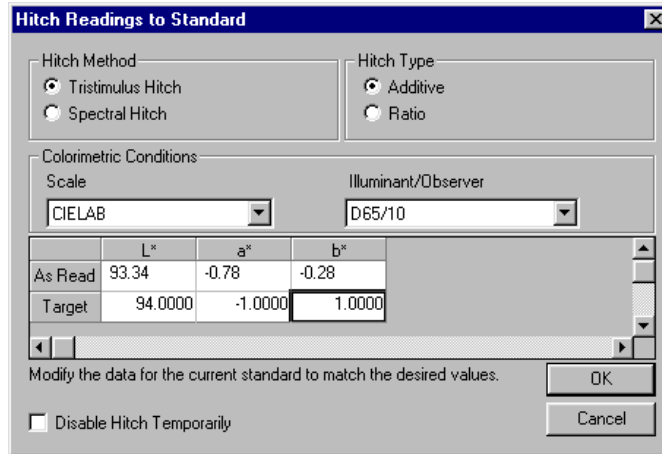 Hitch Readings to Standard
Hitch Method
Tristimulus Hitch
Spectral Hitch
Hitch Type
Additive
Ratio
Colorimetric Conditions
Scale
CIELAB
Illuminant/Observer
D65/10
L* a* b*
As Read 93.34 -0.78 -0.28
Target 94.0000 -1.0000 1.0000
Modify the data for the current standard to match the desired values.
OK
Disable Hitch Temporarily
Cancel